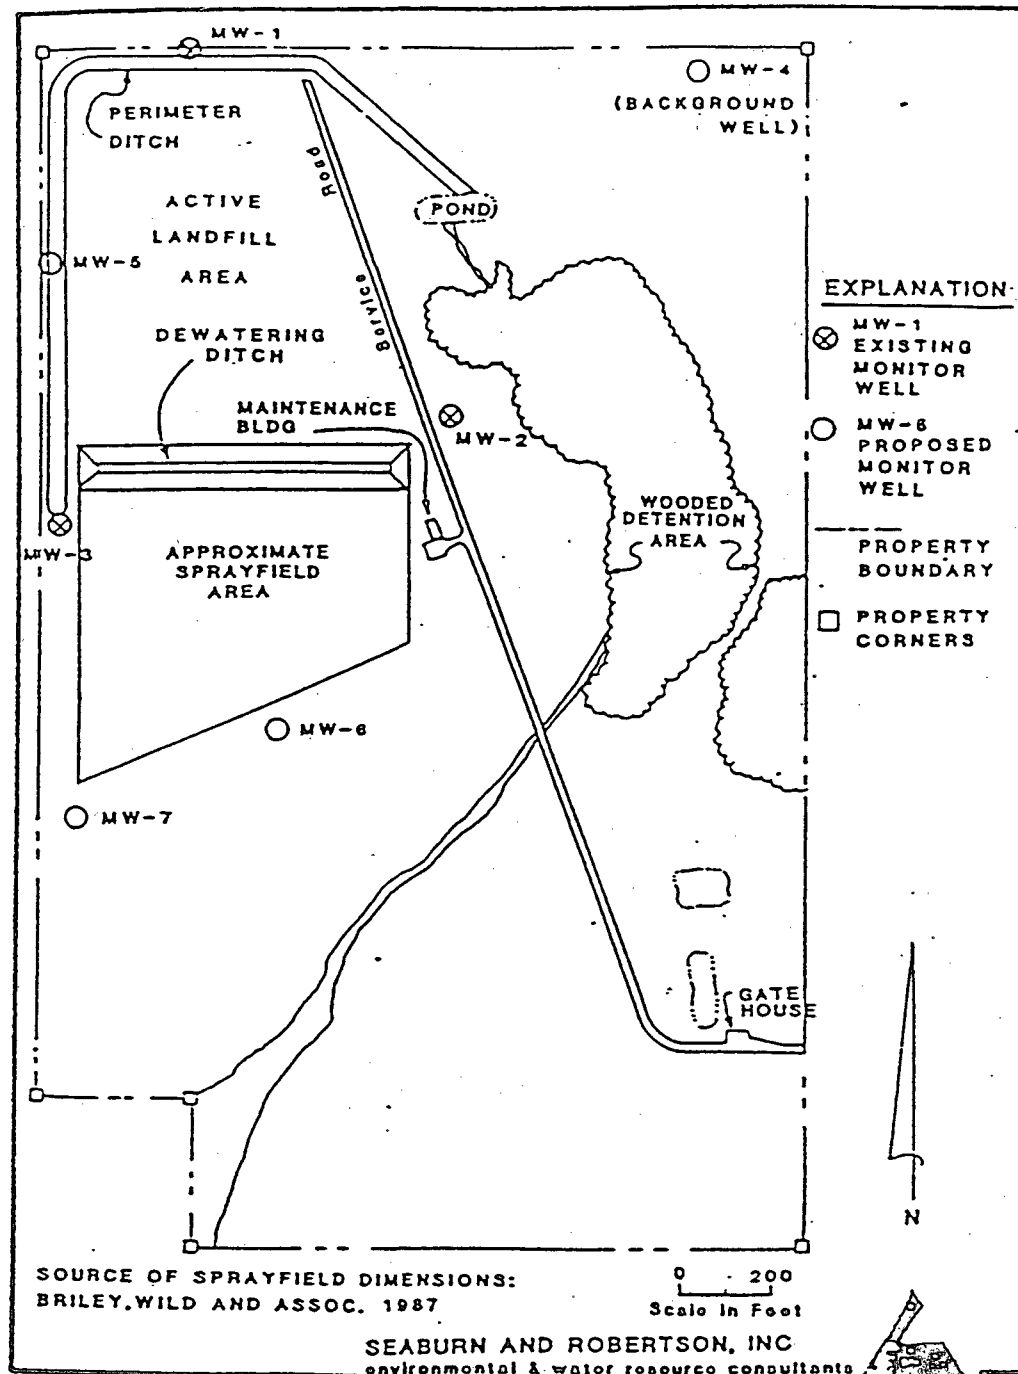 MW-1
MW-4
(BACKGROUND
WELL)
PERIMETER
DITCH
Road
ACTIVE
LANDFILL
AREA
POND
MW-5
Service
EXPLANATION
MW-1
EXISTING
MONITOR
WELL
DEWATERING
DITCH
MAINTENANCE
BLDG
MW-2
MW-6
PROPOSED
MONITOR
WELL
WOODED
DETENTION
AREA
MW-3
APPROXIMATE
SPRAYFIELD
AREA
PROPERTY
BOUNDARY
PROPERTY
CORNERS
MW-6
MW-7
GATE
HOUSE
N
SOURCE OF SPRAYFIELD DIMENSIONS:
BRILEY, WILD AND ASSOC. 1987
0 200
Scale In Feet
SEABURN AND ROBERTSON, INC
environmental & water resource consultants